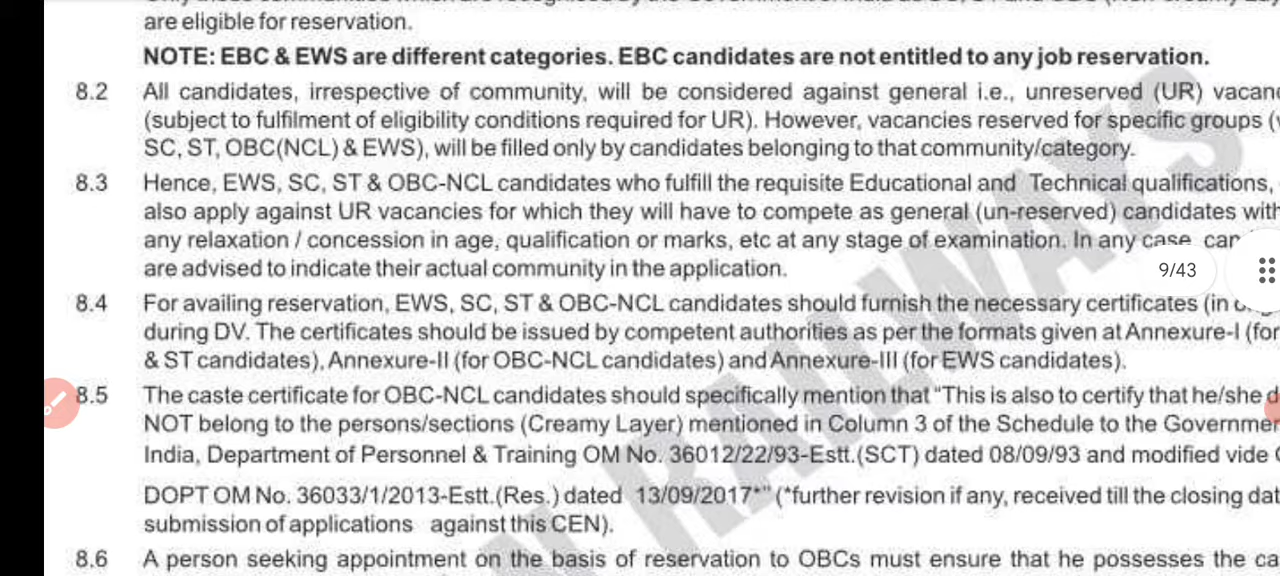 are eligible for reservation.
NOTE: EBC & EWS are different categories. EBC candidates are not entitled to any job reservation.
8.2 All candidates, irrespective of community, will be considered against general i.e., unreserved (UR)
(subject to fulfilment of eligibility conditions required for UR). However, vacancies reserved for specific groups
SC, ST, OBC(NCL) & EWS), will be filled only by candidates belonging to that community/category.
8.3 Hence, EWS, SC, ST & OBC-NCL candidates who fulfill the requisite Educational and Technical qualifications,
also apply against UR vacancies for which they will have to compete as general (un-reserved) candidates
any relaxation / concession in age, qualification or marks, etc at any stage of examination. In any case
are advised to indicate their actual community in the application.
9/43
8.4 For availing reservation, EWS, SC, ST & OBC-NCL candidates should furnish the necessary certificates (in
during DV. The certificates should be issued by competent authorities as per the formats given at Annexure-I (for
& ST candidates), Annexure-II (for OBC-NCL candidates) and Annexure-III (for EWS candidates).
8.5 The caste certificate for OBC-NCL candidates should specifically mention that "This is also to certify that he/she
NOT belong to the persons/sections (Creamy Layer) mentioned in Column 3 of the Schedule to the
India, Department of Personnel & Training OM No. 36012/22/93-Estt.(SCT) dated 08/09/93 and modified vide
DOPT OM No. 36033/1/2013-Estt.(Res.) dated 13/09/2017*" (*further revision if any, received till the closing
submission of applications against this CEN).
8.6 A person seeking appointment on the basis of reservation to OBCs must ensure that he possesses the
RAILWAYS